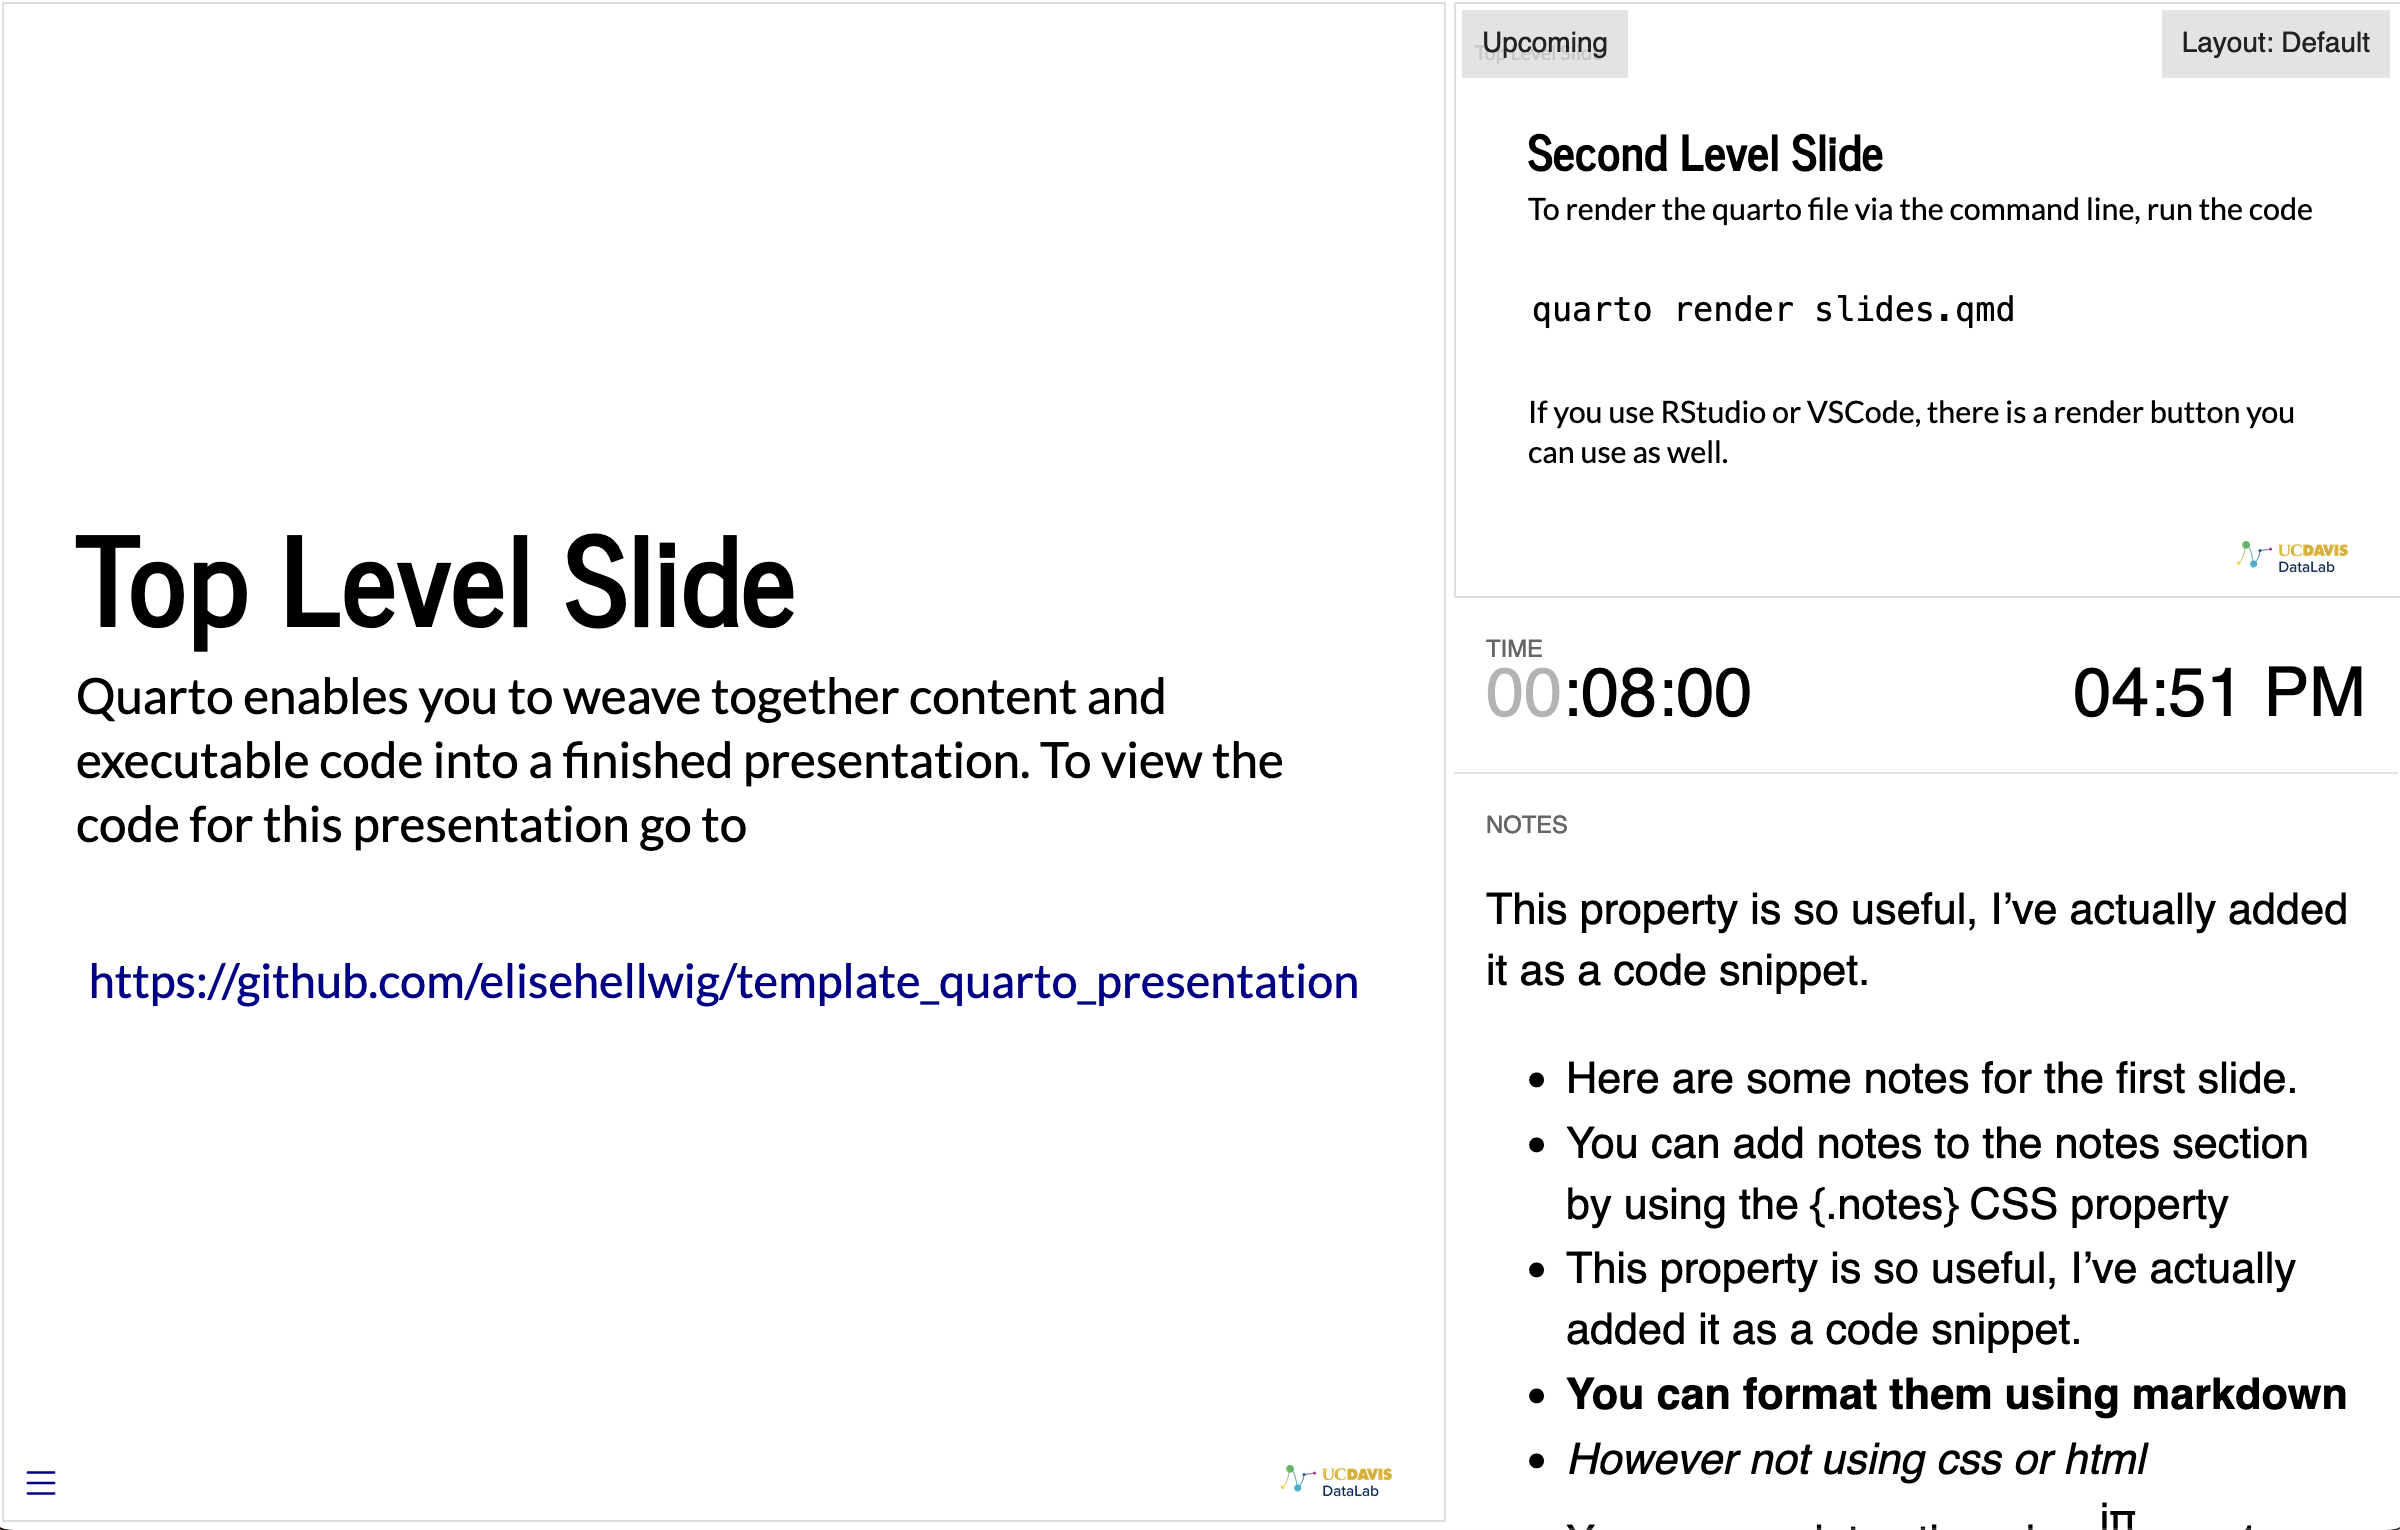 Top Level Slide
Quarto enables you to weave together content and
executable code into a finished presentation. To view the
code for this presentation go to
https://github.com/elisehellwig/template_quarto_presentation
UCDAVIS
DataLab
Upcoming
Top Level Slide
Layout: Default
Second Level Slide
To render the quarto file via the command line, run the code
quarto render slides.qmd
If you use RStudio or VSCode, there is a render button you
can use as well.
UCDAVIS
DataLab
TIME
00:08:00
04:51 PM
NOTES
This property is so useful, I’ve actually added
it as a code snippet.
• Here are some notes for the first slide.
• You can add notes to the notes section
by using the {.notes} CSS property
• This property is so useful, I’ve actually
added it as a code snippet.
• You can format them using markdown
• However not using css or html